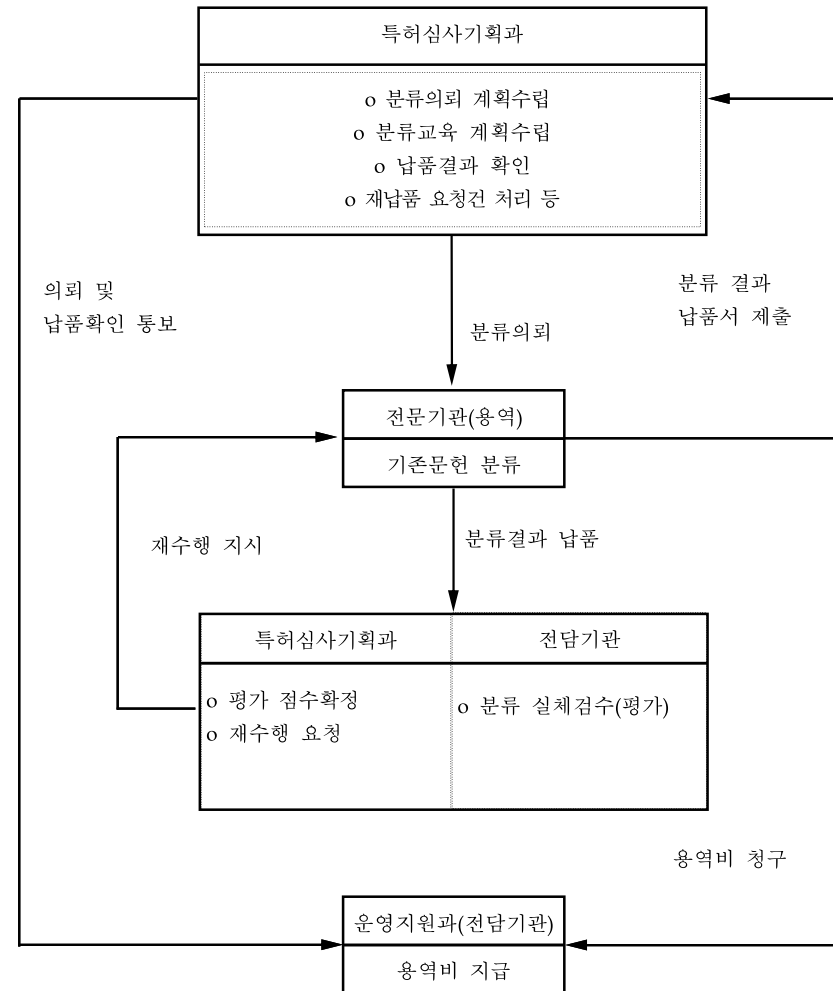 특허심사기획과
o 분류의뢰 계획수립
o 분류교육 계획수립
o 납품결과 확인
o 재납품 요청건 처리 등
의뢰 및
납품확인 통보
분류 결과
납품서 제출
분류의뢰
전문기관(용역)
기존문헌 분류
재수행 지시
분류결과 납품
특허심사기획과
전담기관
o 평가 점수확정
o 재수행 요청
o 분류 실체검수(평가)
용역비 청구
운영지원과(전담기관)
용역비 지급